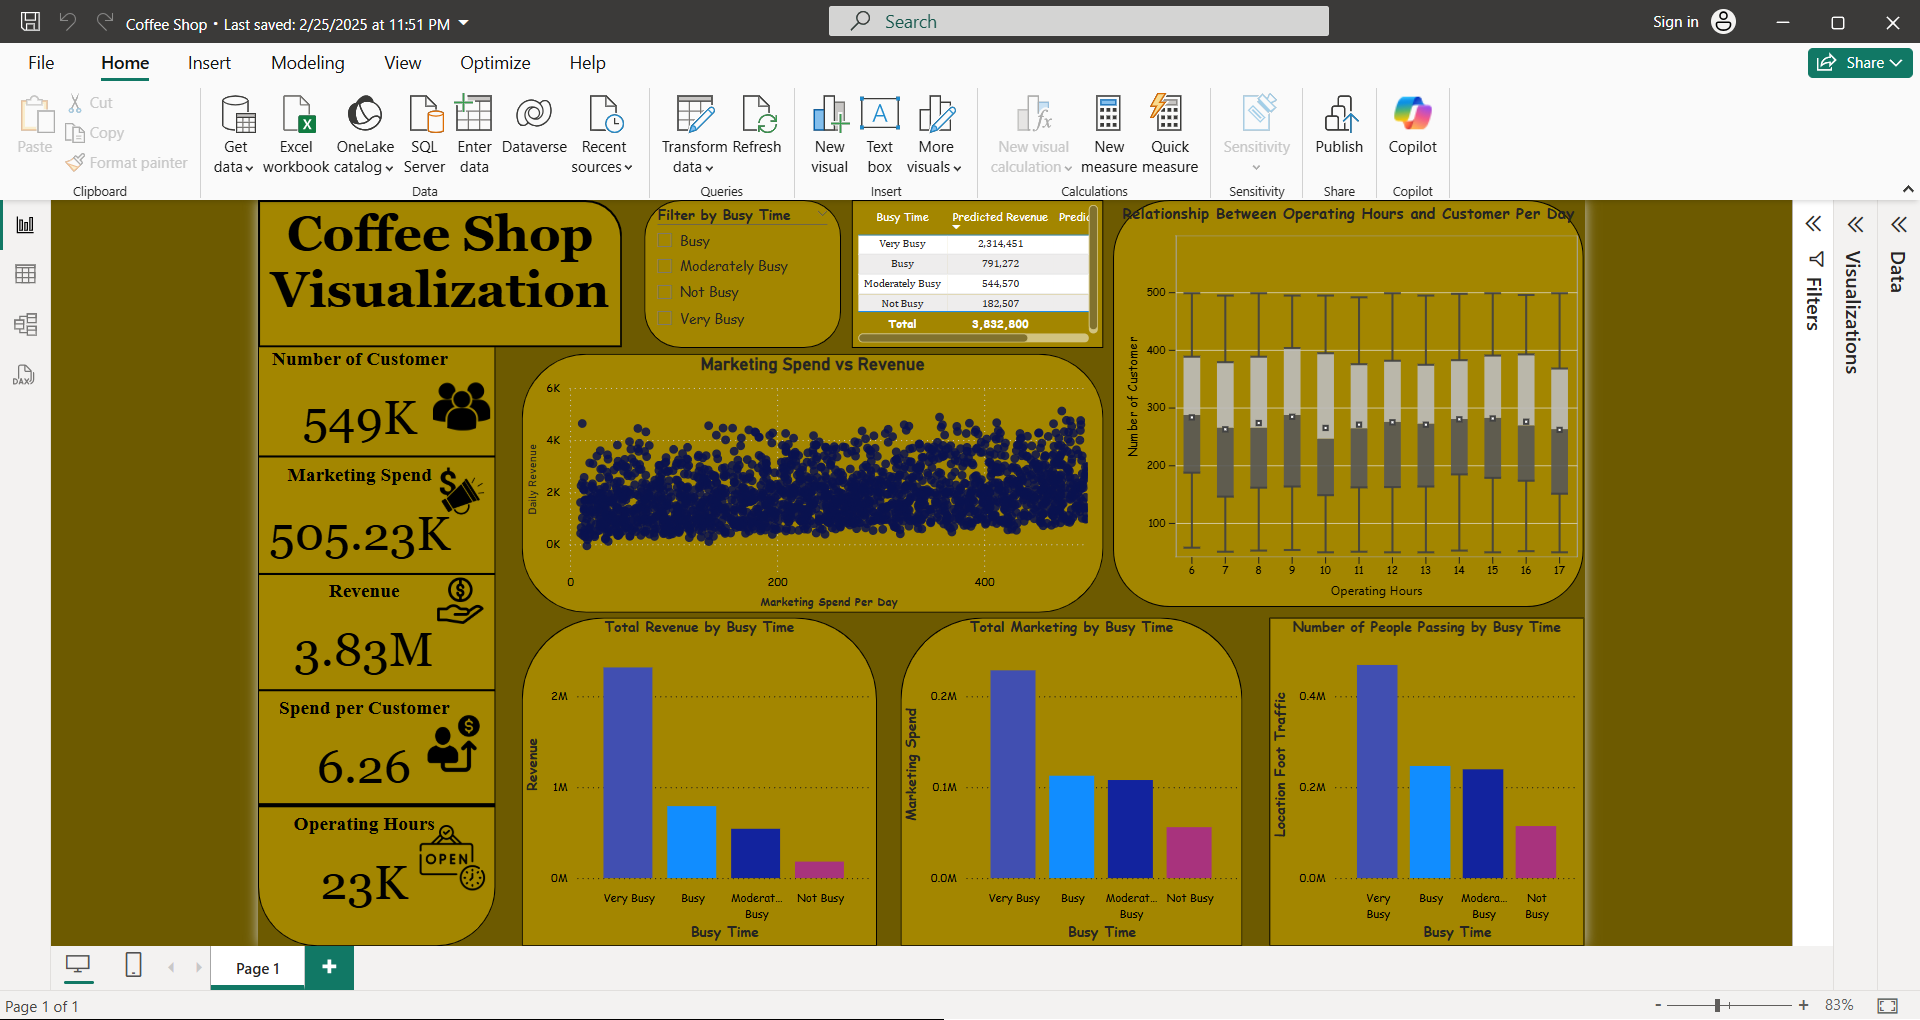 Coffee Shop • Last saved: 2/25/2025 at 11:51 PM
Search
Sign in
File Home Insert Modeling View Optimize Help
Share
Paste
Cut
Copy
Format painter
Clipboard
Get data
Excel workbook
OneLake catalog
SQL Server
Enter data
Dataverse
Recent sources
Data
Transform data
Refresh
Queries
New visual
Text box
A
More visuals
Insert
New visual calculation
New measure
Quick measure
Calculations
Sensitivity
Sensitivity
Publish
Share
Copilot
Copilot
DAX
Coffee Shop
Visualization
Filter by Busy Time
Busy
Moderately Busy
Not Busy
Very Busy
Busy Time Predicted Revenue Predic
Very Busy 2,314,451
Busy 791,272
Moderately Busy 544,570
Not Busy 182,507
Total 3,832,800
Relationship Between Operating Hours and Customer Per Day
Number of Customer
500
400
300
200
100
6 7 8 9 10 11 12 13 14 15 16 17
Operating Hours
Number of Customer
549K
Marketing Spend
505.23K
Revenue
3.83M
Spend per Customer
6.26
Operating Hours
OPEN
23K
Marketing Spend vs Revenue
Daily Revenue
6K
4K
2K
0K
0 200 400
Marketing Spend Per Day
Total Revenue by Busy Time
Revenue
2M
1M
0M
Very Busy Busy Moderat... Busy Not Busy
Busy Time
Total Marketing by Busy Time
Marketing Spend
0.2M
0.1M
0.0M
Very Busy Busy Moderat... Busy Not Busy
Busy Time
Number of People Passing by Busy Time
Location Foot Traffic
0.4M
0.2M
0.0M
Very Busy Busy Modera... Busy Not Busy
Busy Time
Filters
Visualizations
Data
Page 1
Page 1 of 1
- + 83%